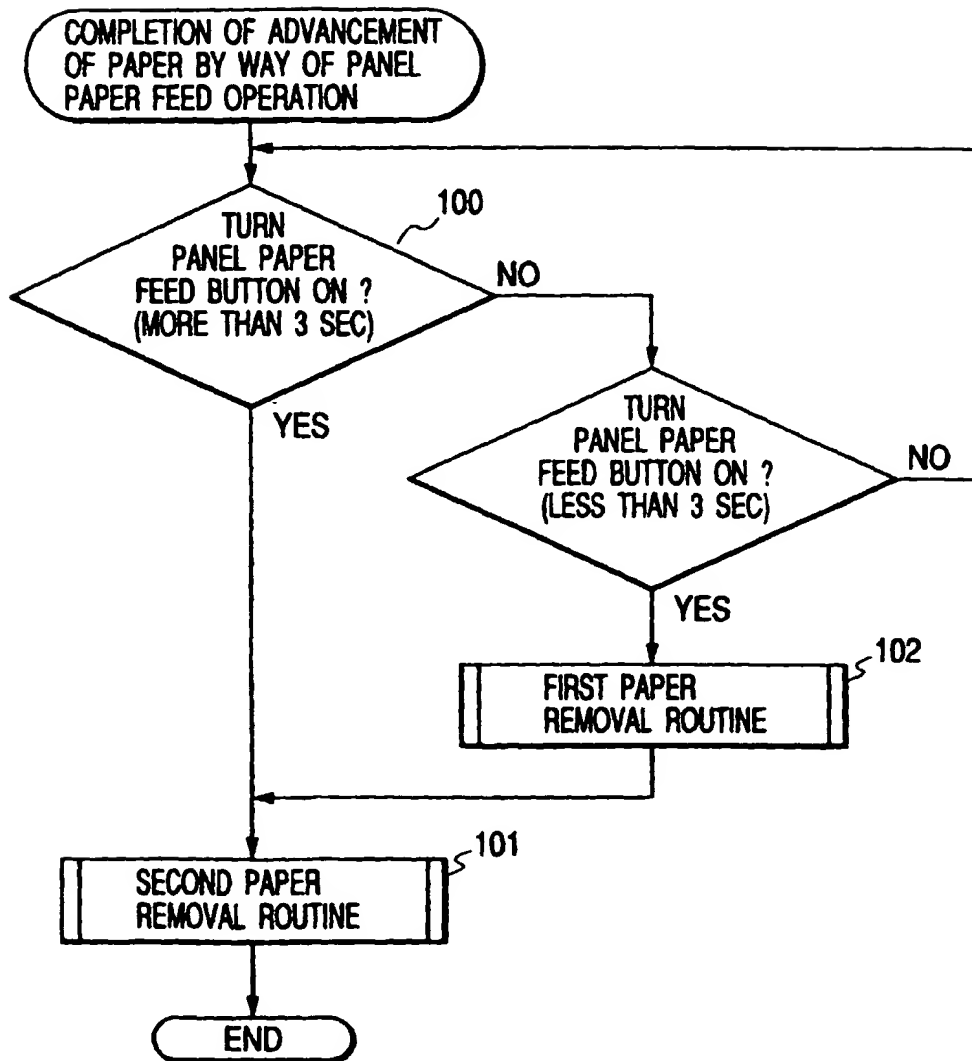 COMPLETION OF ADVANCEMENT
OF PAPER BY WAY OF PANEL
PAPER FEED OPERATION
100
TURN
PANEL PAPER
FEED BUTTON ON ?
(MORE THAN 3 SEC)
NO
YES
TURN
PANEL PAPER
FEED BUTTON ON ?
(LESS THAN 3 SEC)
NO
YES
102
FIRST PAPER
REMOVAL ROUTINE
101
SECOND PAPER
REMOVAL ROUTINE
END